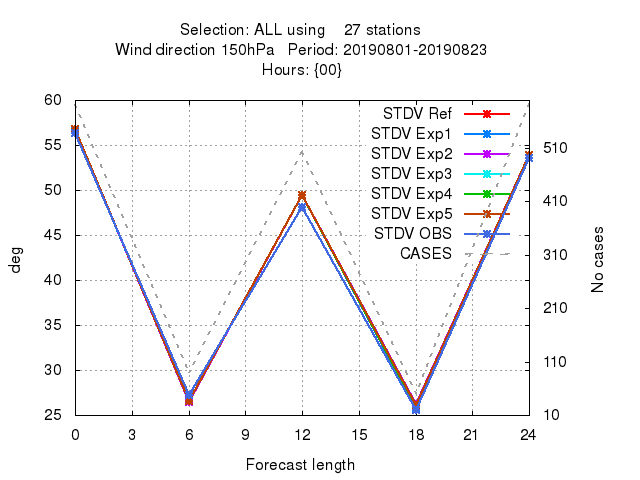 Selection: ALL using 27 stations
Wind direction 150hPa Period: 20190801-20190823
Hours: {00}
60
55
50
45
40
35
30
25
deg
STDV Ref
STDV Exp1
STDV Exp2
STDV Exp3
STDV Exp4
STDV Exp5
STDV OBS
CASES
510
410
310
210
110
10
No cases
0 3 6 9 12 15 18 21 24
Forecast length